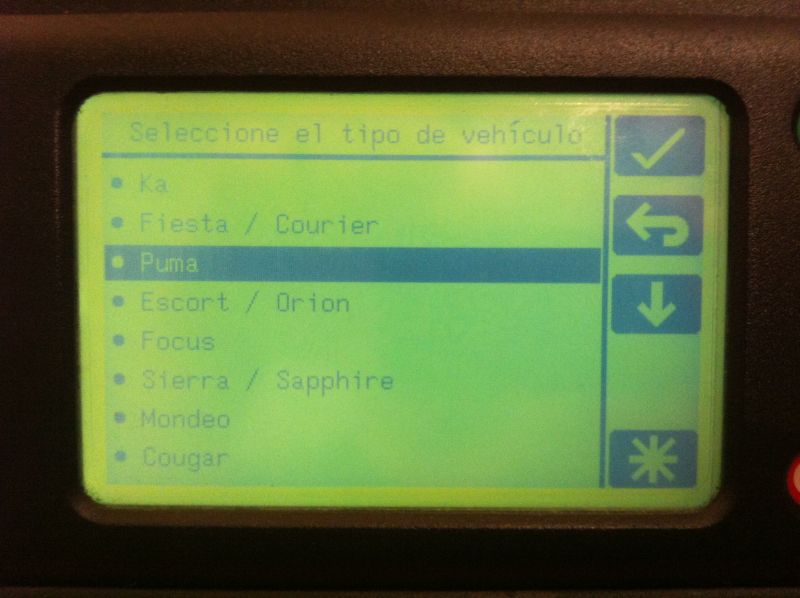 Seleccione el tipo de vehículo
• Ka
• Fiesta / Courier
• Puma
• Escort / Orion
• Focus
• Sierra / Sapphire
• Mondeo
• Cougar